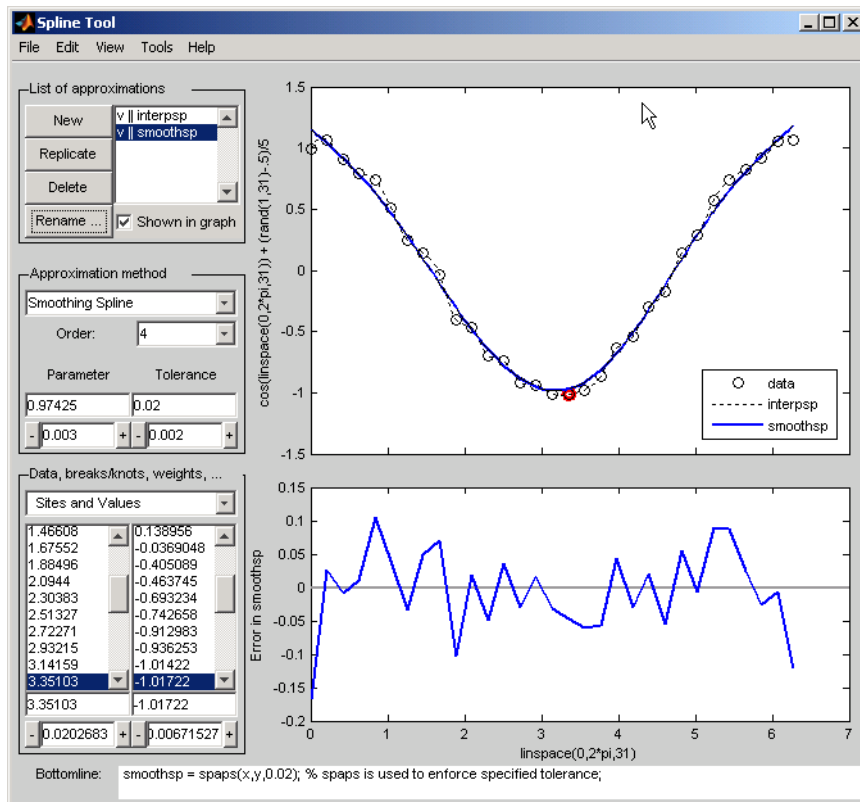 Spline Tool
File Edit View Tools Help
List of approximations
New
Replicate
Delete
Rename ...
v || interpsp
v || smoothsp
Shown in graph
Approximation method
Smoothing Spline
Order: 4
Parameter Tolerance
0.97425 0.02
- 0.003 + - 0.002 +
Data, breaks/knots, weights, ...
Sites and Values
1.46608 0.138956
1.67552 -0.0369048
1.88496 -0.405089
2.0944 -0.463745
2.30383 -0.693234
2.51327 -0.742658
2.72271 -0.912983
2.93215 -0.936253
3.14159 -1.01422
3.35103 -1.01722
3.35103 -1.01722
- 0.0202683 + - 0.00671527 +
cos(linspace(0,2*pi,31)) + (rand(1,31)-.5)/5
1.5
1
0.5
0
-0.5
-1
-1.5
0 1 2 3 4 5 6 7
data
interpsp
smoothsp
Error in smoothsp
0.15
0.1
0.05
0
-0.05
-0.1
-0.15
-0.2
0 1 2 3 4 5 6 7
linspace(0,2*pi,31)
Bottomline: smoothsp = spaps(x,y,0.02); % spaps is used to enforce specified tolerance;